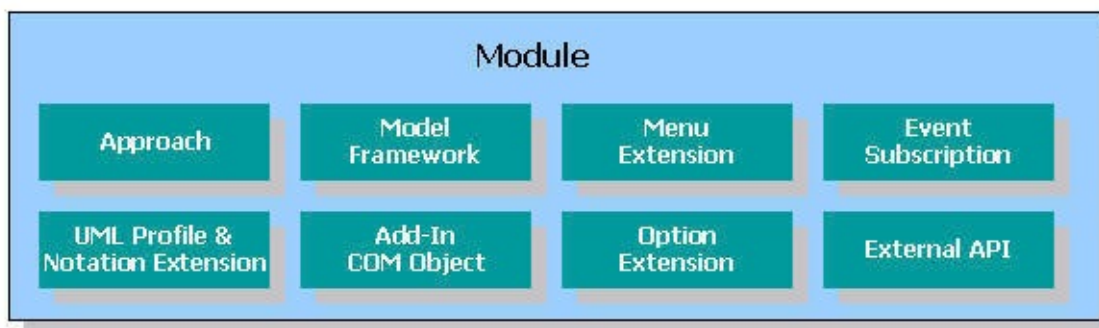 Module
Approach
Model
Framework
Menu
Extension
Event
Subscription
UML Profile &
Notation Extension
Add-In
COM Object
Option
Extension
External API